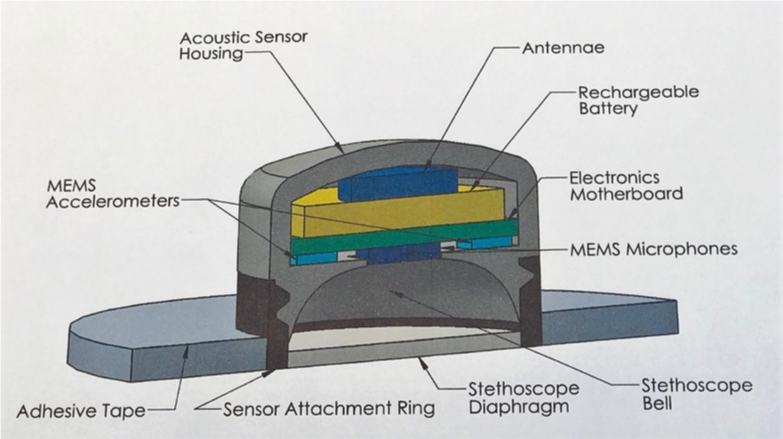 Acoustic Sensor
Housing
Antennae
Rechargeable
Battery
MEMS
Accelerometers
Electronics
Motherboard
MEMS Microphones
Adhesive Tape
Sensor Attachment Ring
Stethoscope
Diaphragm
Stethoscope
Bell